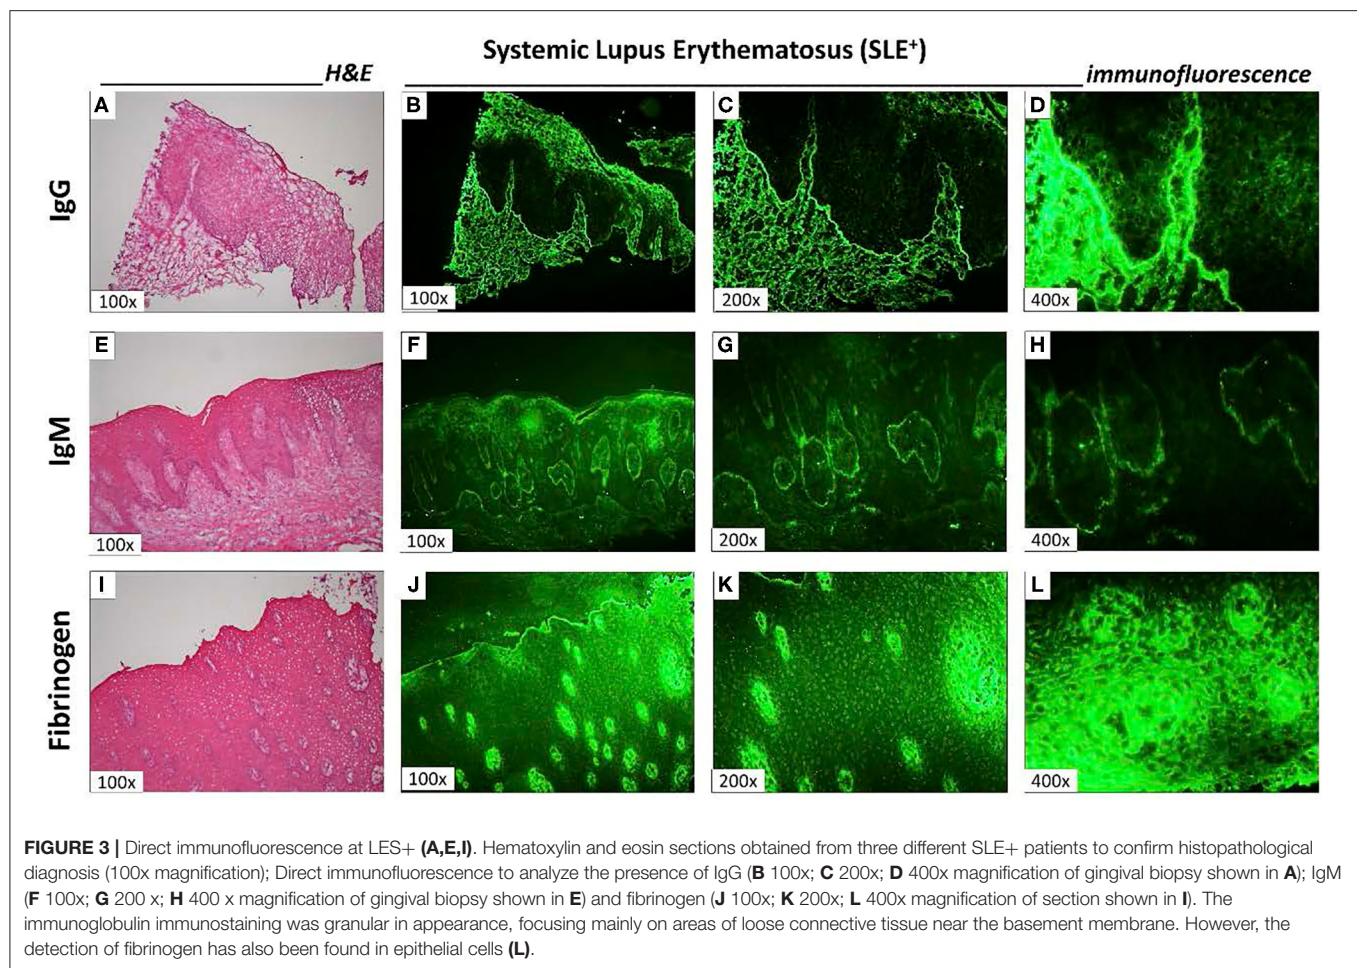 Systemic Lupus Erythematosus (SLE⁺)
H&E
immunofluorescence
IgG
A
100x
B
100x
C
200x
D
400x
IgM
E
100x
F
100x
G
200x
H
400x
Fibrinogen
I
100x
J
100x
K
200x
L
400x
FIGURE 3 | Direct immunofluorescence at LES+ (A,E,I). Hematoxylin and eosin sections obtained from three different SLE+ patients to confirm histopathological
diagnosis (100x magnification); Direct immunofluorescence to analyze the presence of IgG (B 100x; C 200x; D 400x magnification of gingival biopsy shown in A); IgM
(F 100x; G 200 x; H 400 x magnification of gingival biopsy shown in E) and fibrinogen (J 100x; K 200x; L 400x magnification of section shown in I). The
immunoglobulin immunostaining was granular in appearance, focusing mainly on areas of loose connective tissue near the basement membrane. However, the
detection of fibrinogen has also been found in epithelial cells (L).